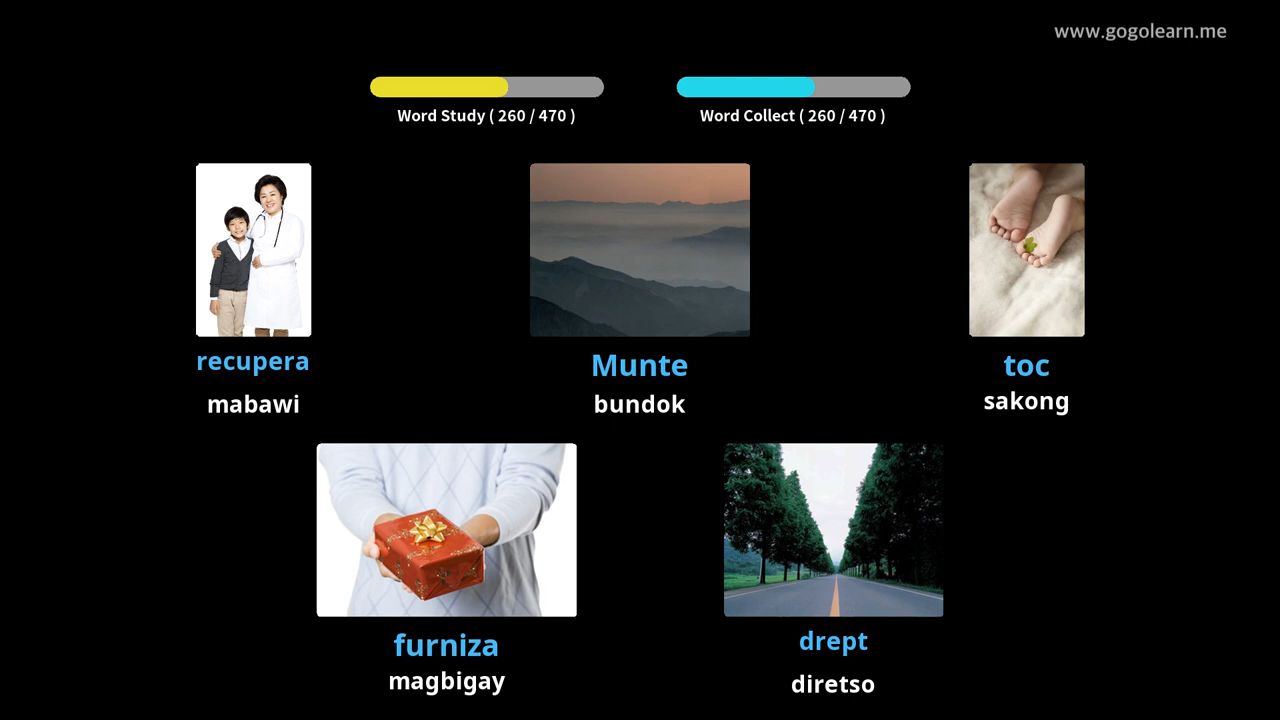 www.gogolearn.me
Word Study ( 260 / 470 )
Word Collect ( 260 / 470 )
recupera
mabawi
Munte
bundok
toc
sakong
furniza
magbigay
drept
diretso